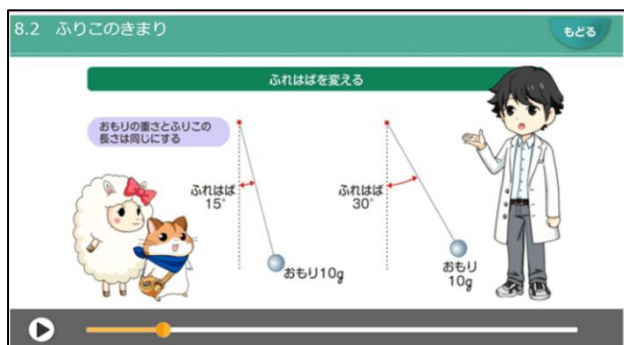 8.2 ふりこのきまり
もどる
ふれはばを変える
おもりの重さとふりこの
長さは同じにする
ふれはば
15°
おもり10g
ふれはば
30°
おもり
10g